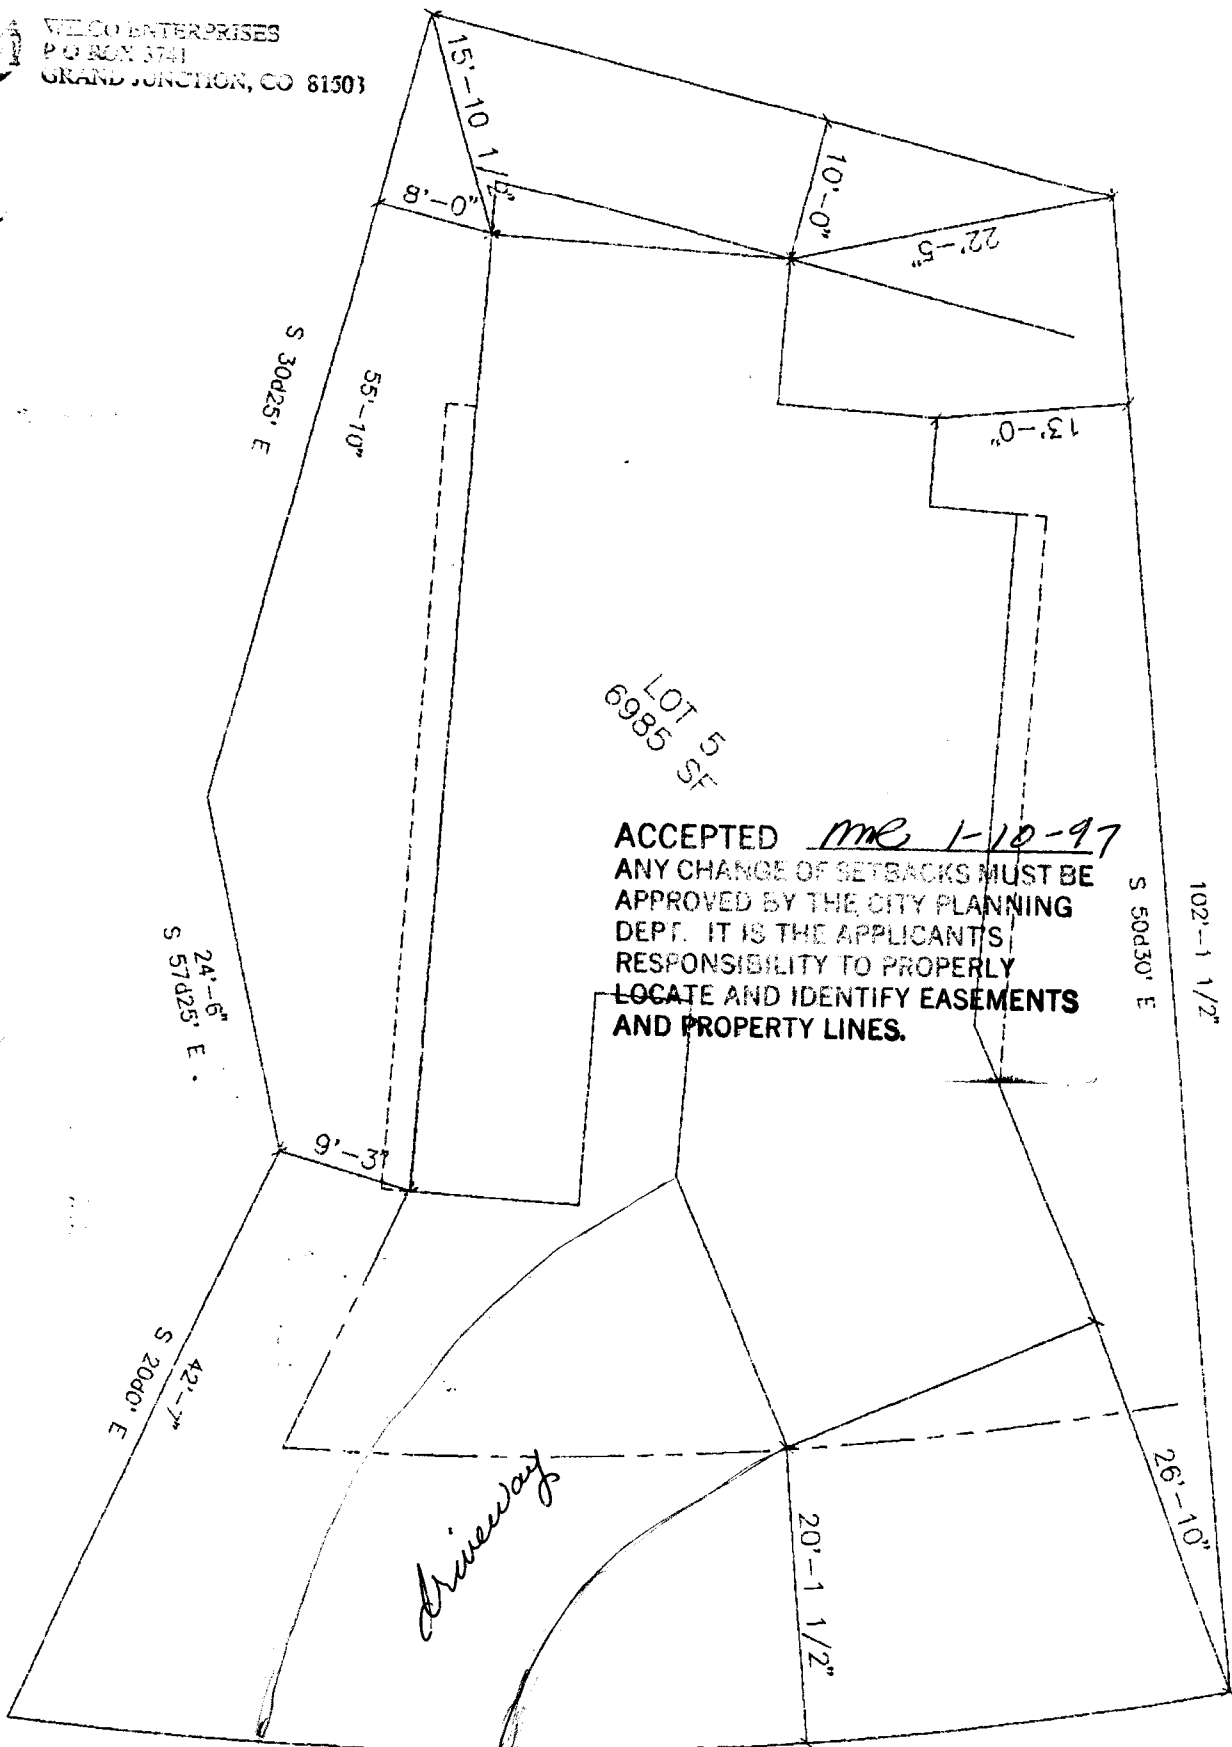 WILCO ENTERPRISES
P O BOX 3741
GRAND JUNCTION, CO 81503
15'-10 1/2"
10'-0"
8'-0"
22'-5"
S 30d25' E
55'-10"
13'-0"
LOT 5
6985 SF
ACCEPTED 1-10-97
ANY CHANGE OF SETBACKS MUST BE
APPROVED BY THE CITY PLANNING
DEPT. IT IS THE APPLICANT'S
RESPONSIBILITY TO PROPERLY
LOCATE AND IDENTIFY EASEMENTS
AND PROPERTY LINES.
102'-1 1/2"
S 50d30' E
24'-6"
S 57d25' E
9'-3"
42'-7"
S 20d0' E
driveway
26'-10"
20'-1 1/2"